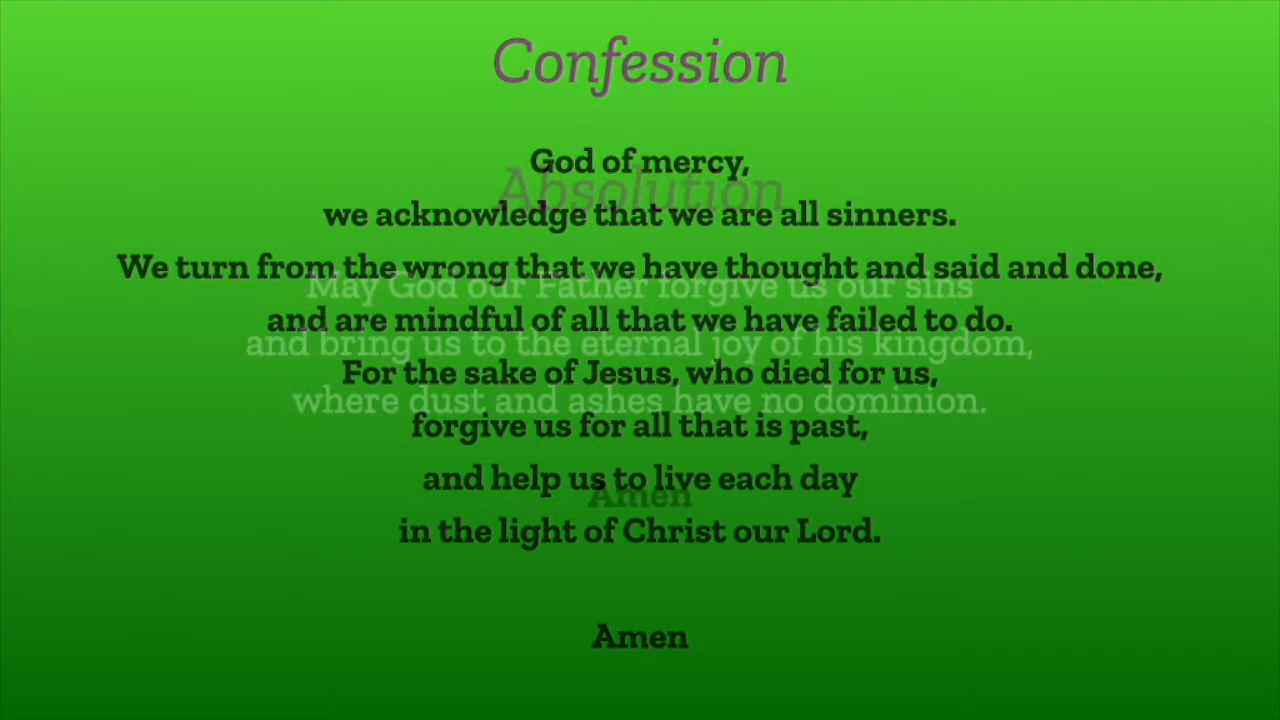 Confession
God of mercy,
Absolution
we acknowledge that we are all sinners.
We turn from the wrong that we have thought and said and done,
May God our Father forgive us our sins
and are mindful of all that we have failed to do.
and bring us to the eternal joy of his kingdom,
For the sake of Jesus, who died for us,
where dust and ashes have no dominion.
forgive us for all that is past,
and help us to live each day
Amen
in the light of Christ our Lord.
Amen